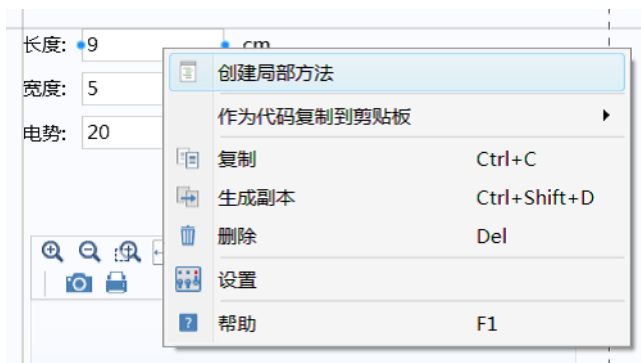 长度: 9 cm
宽度: 5
电势: 20
创建局部方法
作为代码复制到剪贴板
复制 Ctrl+C
生成副本 Ctrl+Shift+D
删除 Del
设置
帮助 F1